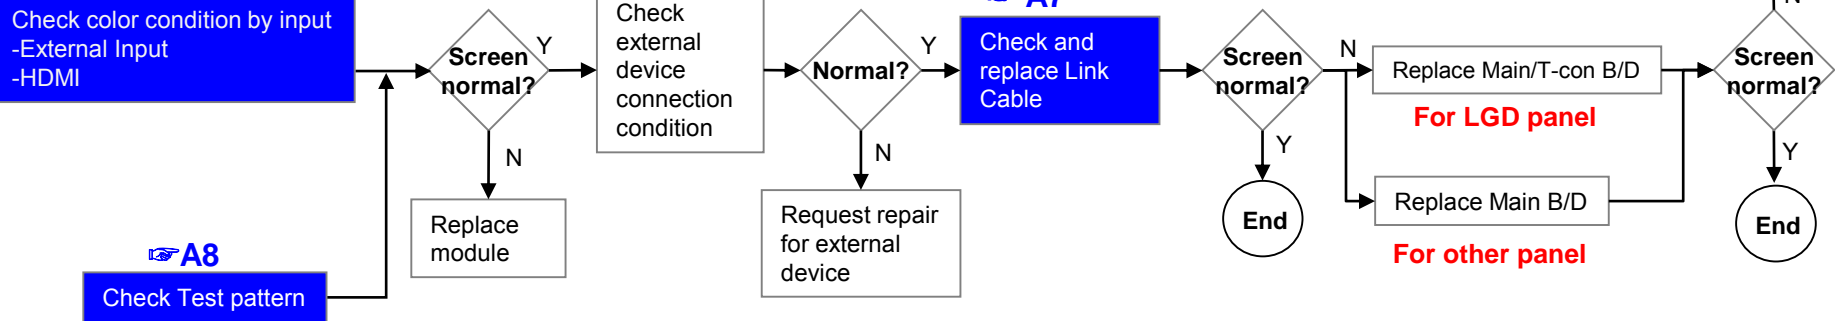 Check color condition by input
-External Input
-HDMI
Screen
normal?
Y
N
Replace
module
☞A8
Check Test pattern
Check
external
device
connection
condition
Normal?
Y
N
Request repair
for external
device
A7
Check and
replace Link
Cable
Screen
normal?
N
Y
End
Replace Main/T-con B/D
For LGD panel
Replace Main B/D
For other panel
N
Screen
normal?
Y
End